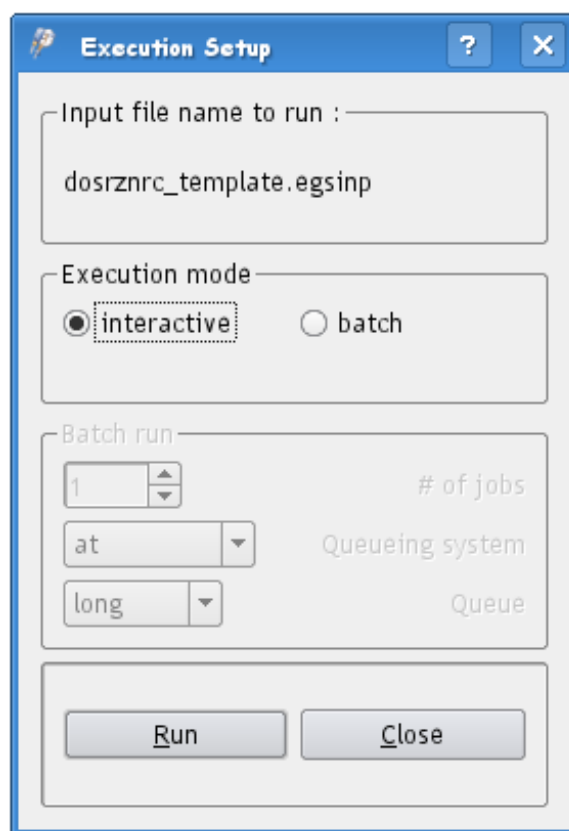 Execution Setup ?
Input file name to run :
dosrznrc_template.egsinp
Execution mode
interactive batch
Batch run
1 # of jobs
at Queueing system
long Queue
Run Close